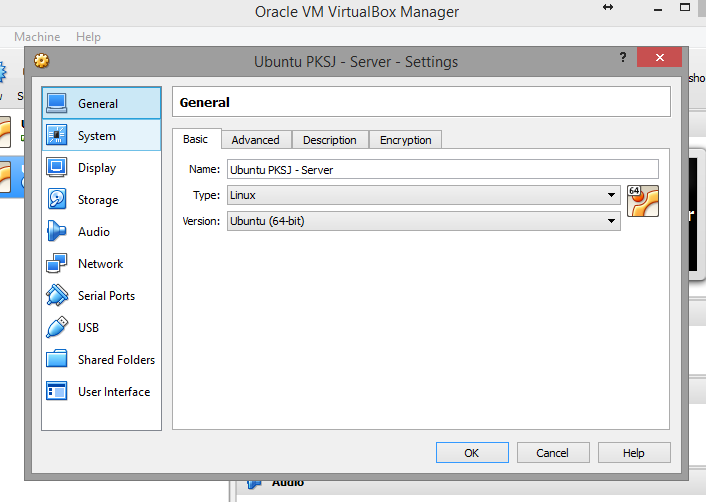 Oracle VM VirtualBox Manager
Machine Help
Ubuntu PKSJ - Server - Settings
?
General
System
Display
Storage
Audio
Network
Serial Ports
USB
Shared Folders
User Interface
General
Basic Advanced Description Encryption
Name: Ubuntu PKSJ - Server
Type: Linux
64
Version: Ubuntu (64-bit)
OK Cancel Help
Audio